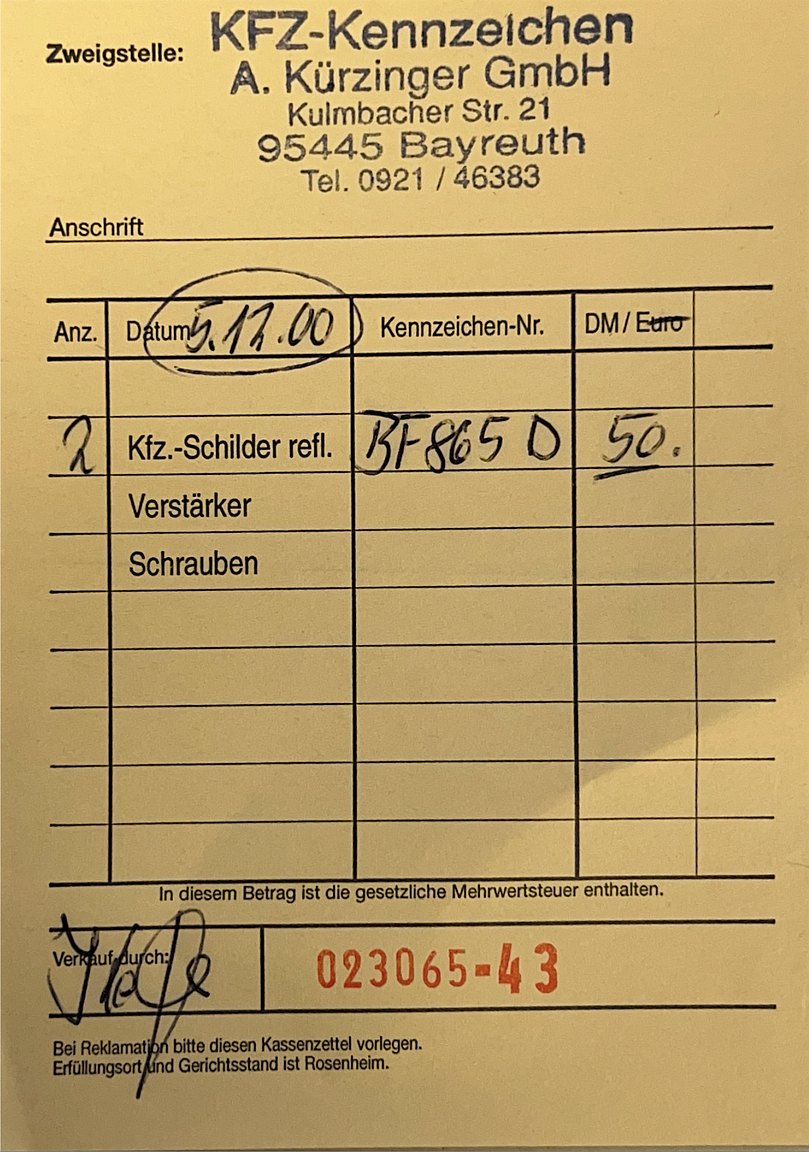 Zweigstelle:
KFZ-Kennzeichen
A. Kürzinger GmbH
Kulmbacher Str. 21
95445 Bayreuth
Tel. 0921 / 46383
Anschrift
Anz. Datum 5.12.00 Kennzeichen-Nr. DM / Euro
2 Kfz.-Schilder refl. BF 865 D 50.
Verstärker
Schrauben
In diesem Betrag ist die gesetzliche Mehrwertsteuer enthalten.
Verkauf durch:
023065-43
Bei Reklamation bitte diesen Kassenzettel vorlegen.
Erfüllungsort und Gerichtsstand ist Rosenheim.